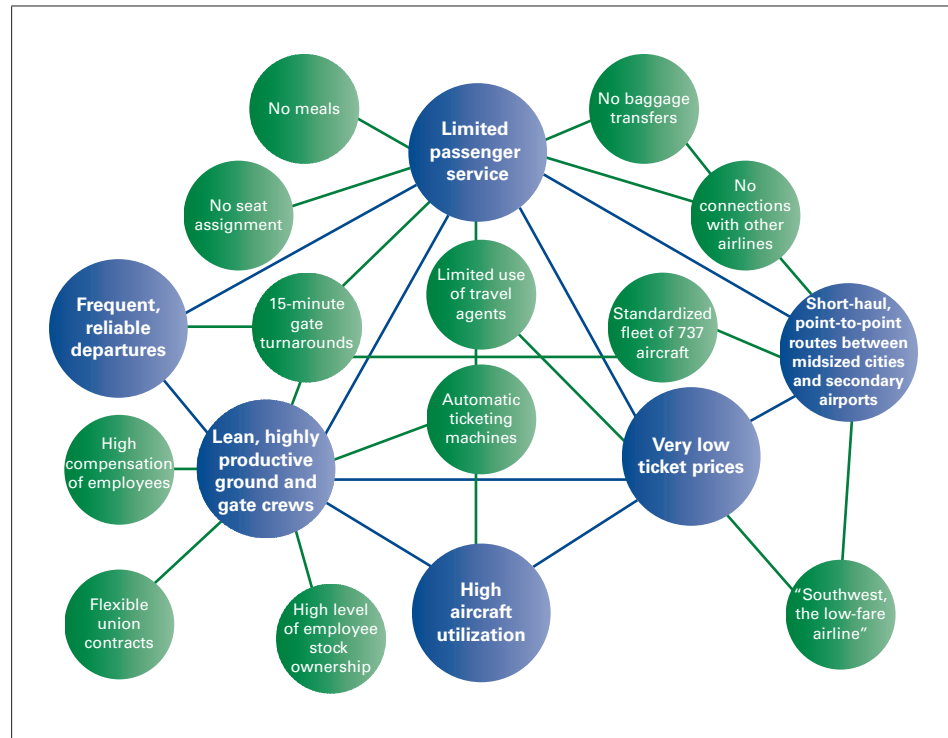 No meals
Limited
passenger
service
No baggage
transfers
No seat
assignment
No
connections
with other
airlines
Frequent,
reliable
departures
15-minute
gate
turnarounds
Limited use
of travel
agents
Standardized
fleet of 737
aircraft
Short-haul,
point-to-point
routes between
midsized cities
and secondary
airports
High
compensation
of employees
Lean, highly
productive
ground and
gate crews
Automatic
ticketing
machines
Very low
ticket prices
Flexible
union
contracts
High level
of employee
stock
ownership
High
aircraft
utilization
“Southwest,
the low-fare
airline”